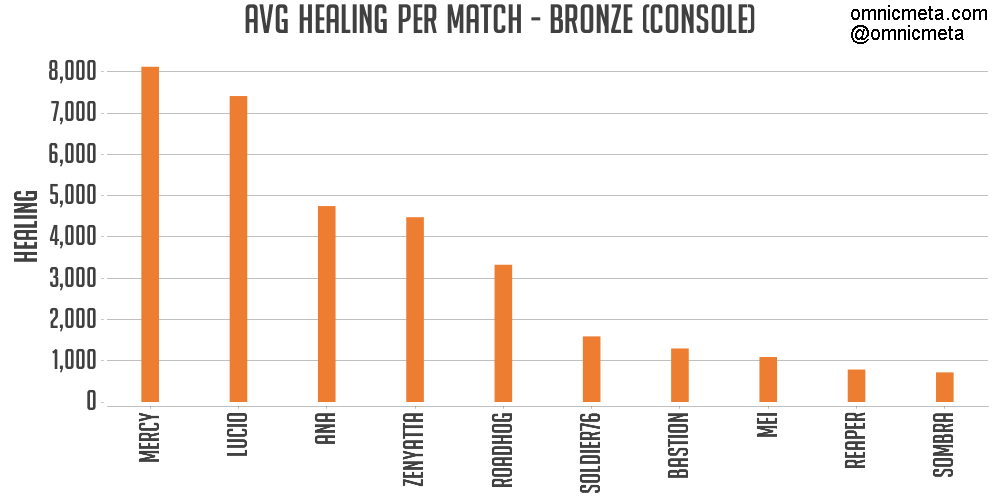 AVG HEALING PER MATCH - BRONZE (CONSOLE)
omnicmeta.com
@omnicmeta
HEALING
8,000
7,000
6,000
5,000
4,000
3,000
2,000
1,000
0
MERCY
LUCIO
ANA
ZENYATTA
ROADHOG
SOLDIER76
BASTION
MEI
REAPER
SOMBRA